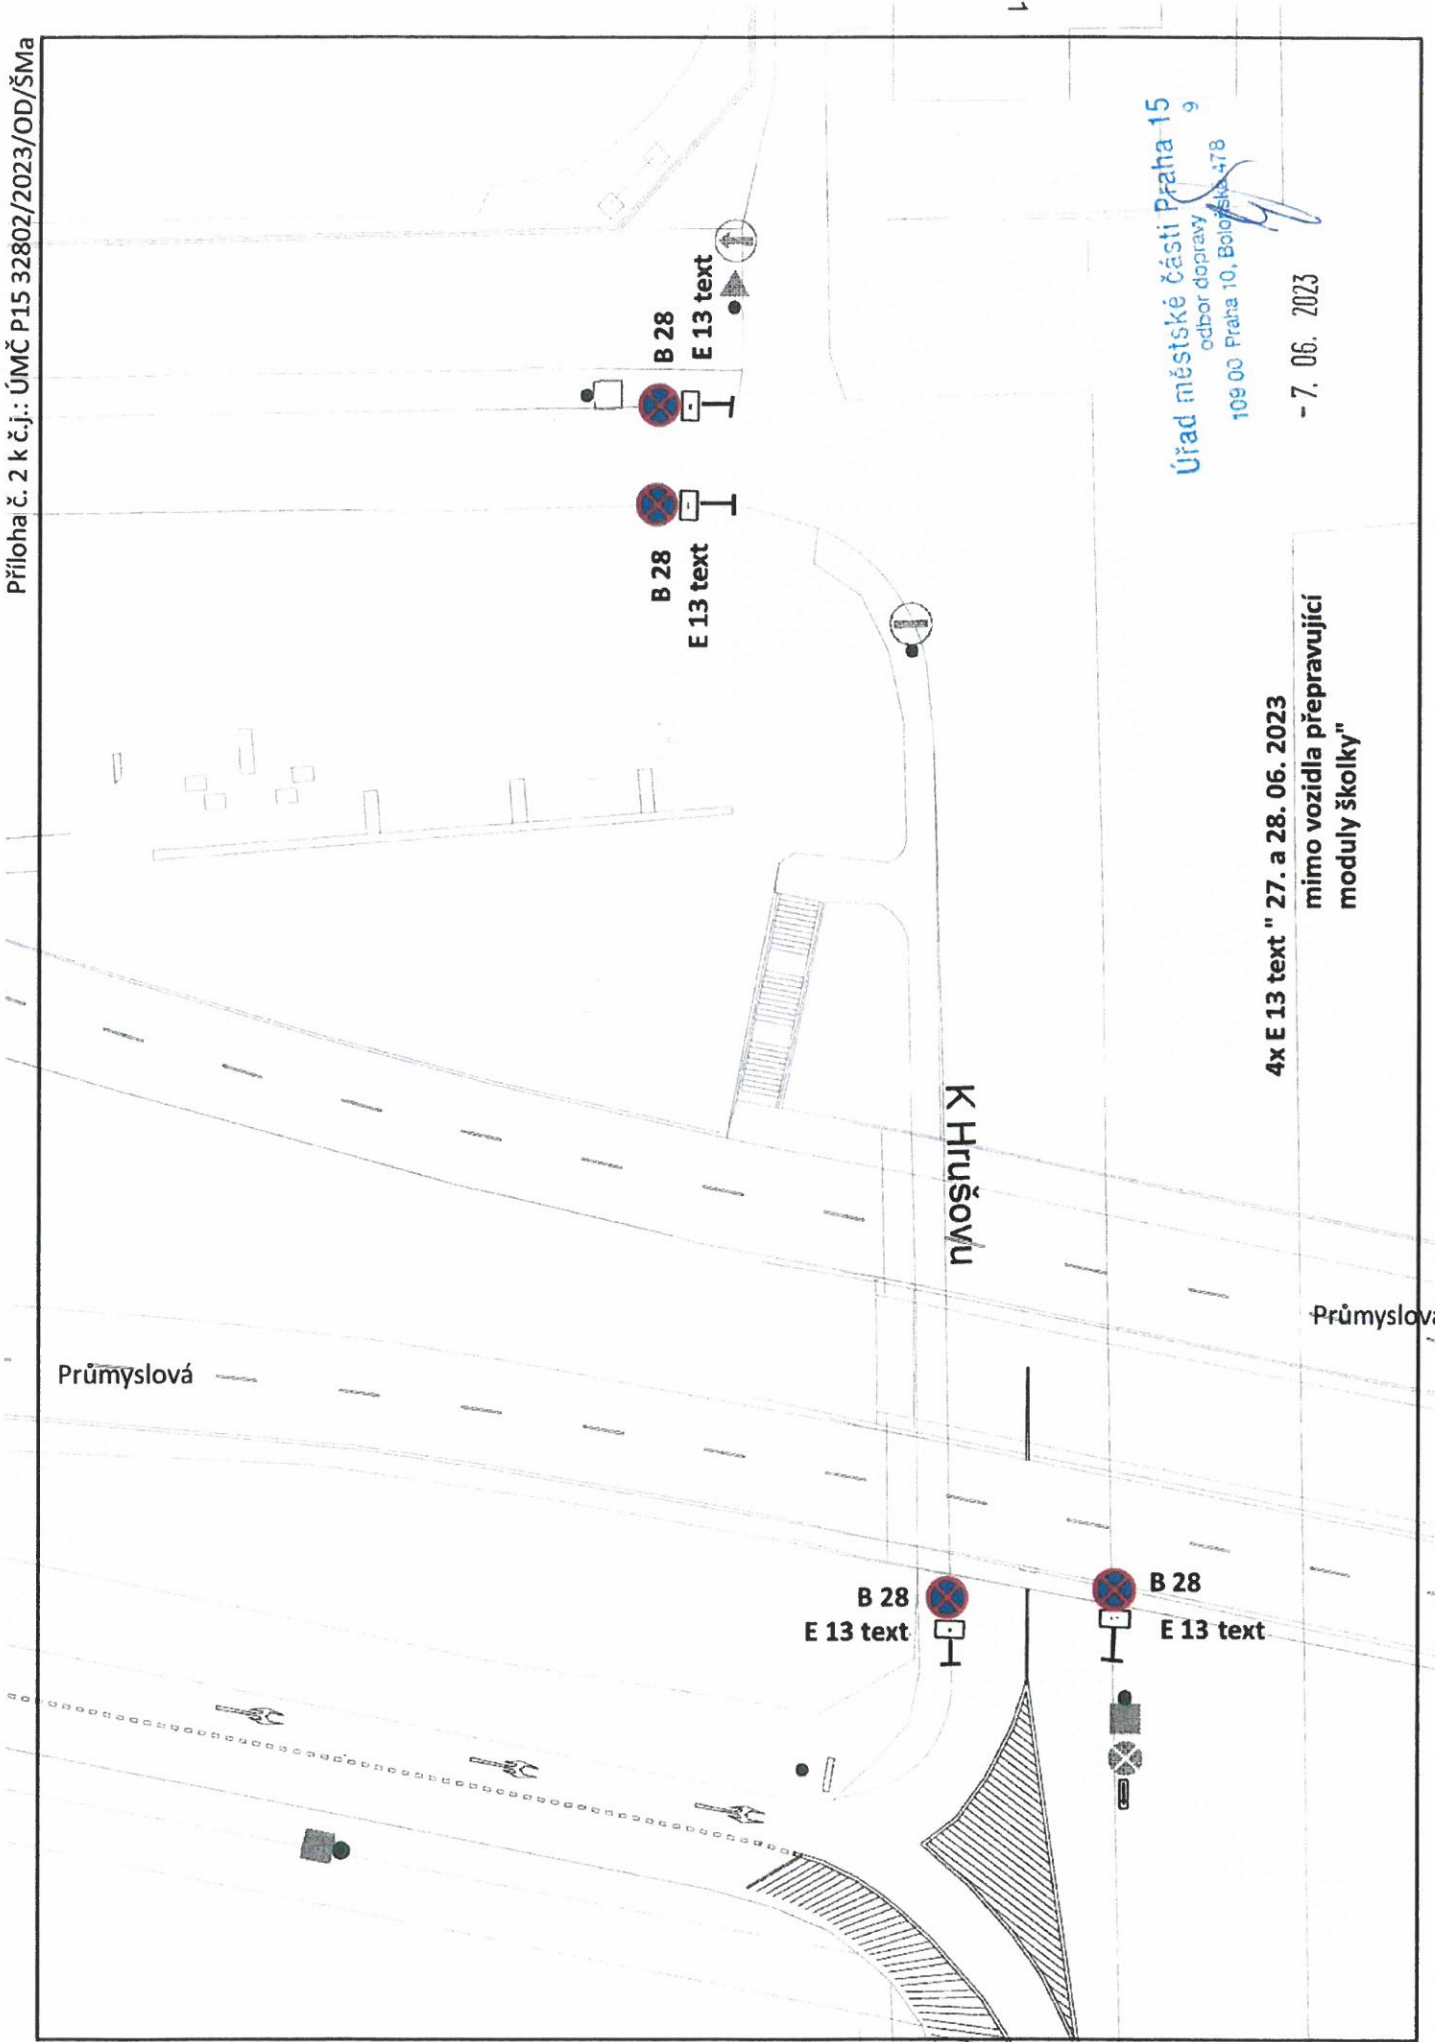 Příloha č. 2 k č.j.: ÚMČ P15 32802/2023/OD/ŠMa
1
Úřad městské části Praha 15
odbor dopravy 9
109 00 Praha 10, Boloňská 478
- 7. 06. 2023
B 28
E 13 text
B 28
E 13 text
4x E 13 text " 27. a 28. 06. 2023
mimo vozidla přepravující
moduly školky"
K Hrušovu
Průmyslová
Průmyslová
B 28
E 13 text
B 28
E 13 text